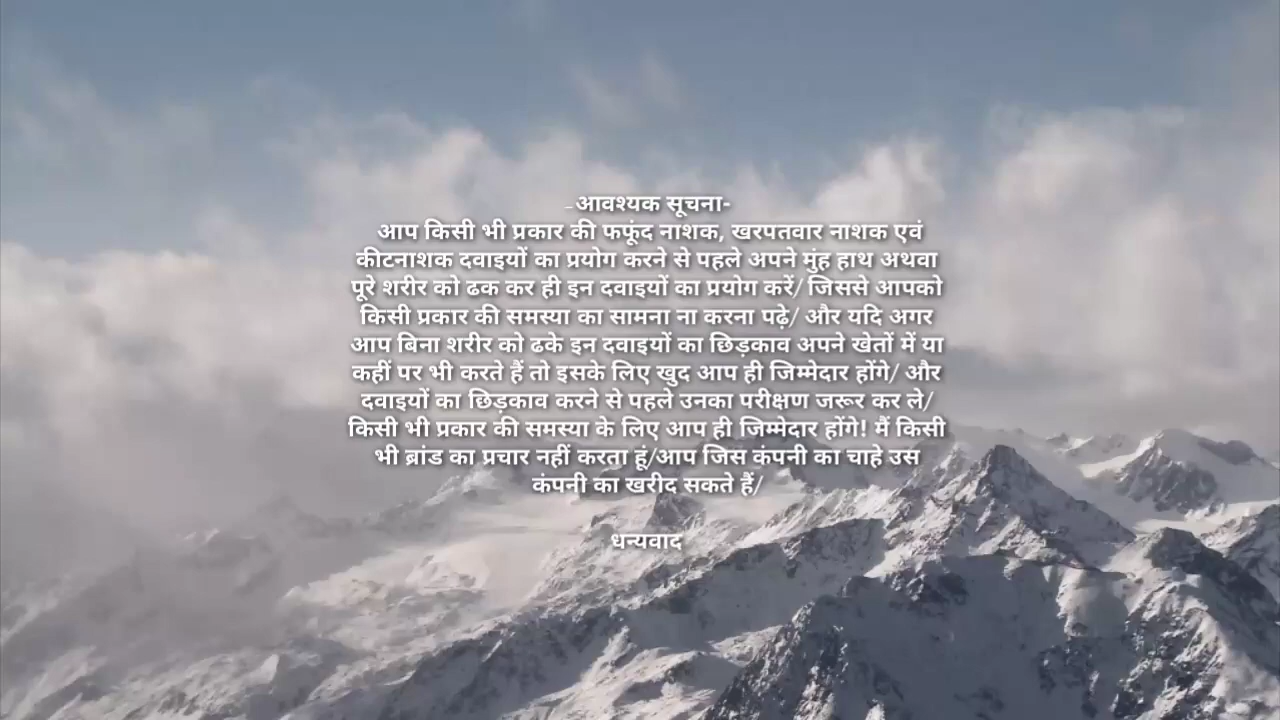 -आवश्यक सूचना-
आप किसी भी प्रकार की फफूंद नाशक, खरपतवार नाशक एवं
कीटनाशक दवाइयों का प्रयोग करने से पहले अपने मुंह हाथ अथवा
पूरे शरीर को ढक कर ही इन दवाइयों का प्रयोग करें/ जिससे आपको
किसी प्रकार की समस्या का सामना ना करना पढ़े/ और यदि अगर
आप बिना शरीर को ढके इन दवाइयों का छिड़काव अपने खेतों में या
कहीं पर भी करते हैं तो इसके लिए खुद आप ही जिम्मेदार होंगे/ और
दवाइयों का छिड़काव करने से पहले उनका परीक्षण जरूर कर ले/
किसी भी प्रकार की समस्या के लिए आप ही जिम्मेदार होंगे! मैं किसी
भी ब्रांड का प्रचार नहीं करता हूं/आप जिस कंपनी का चाहे उस
कंपनी का खरीद सकते हैं/
धन्यवाद